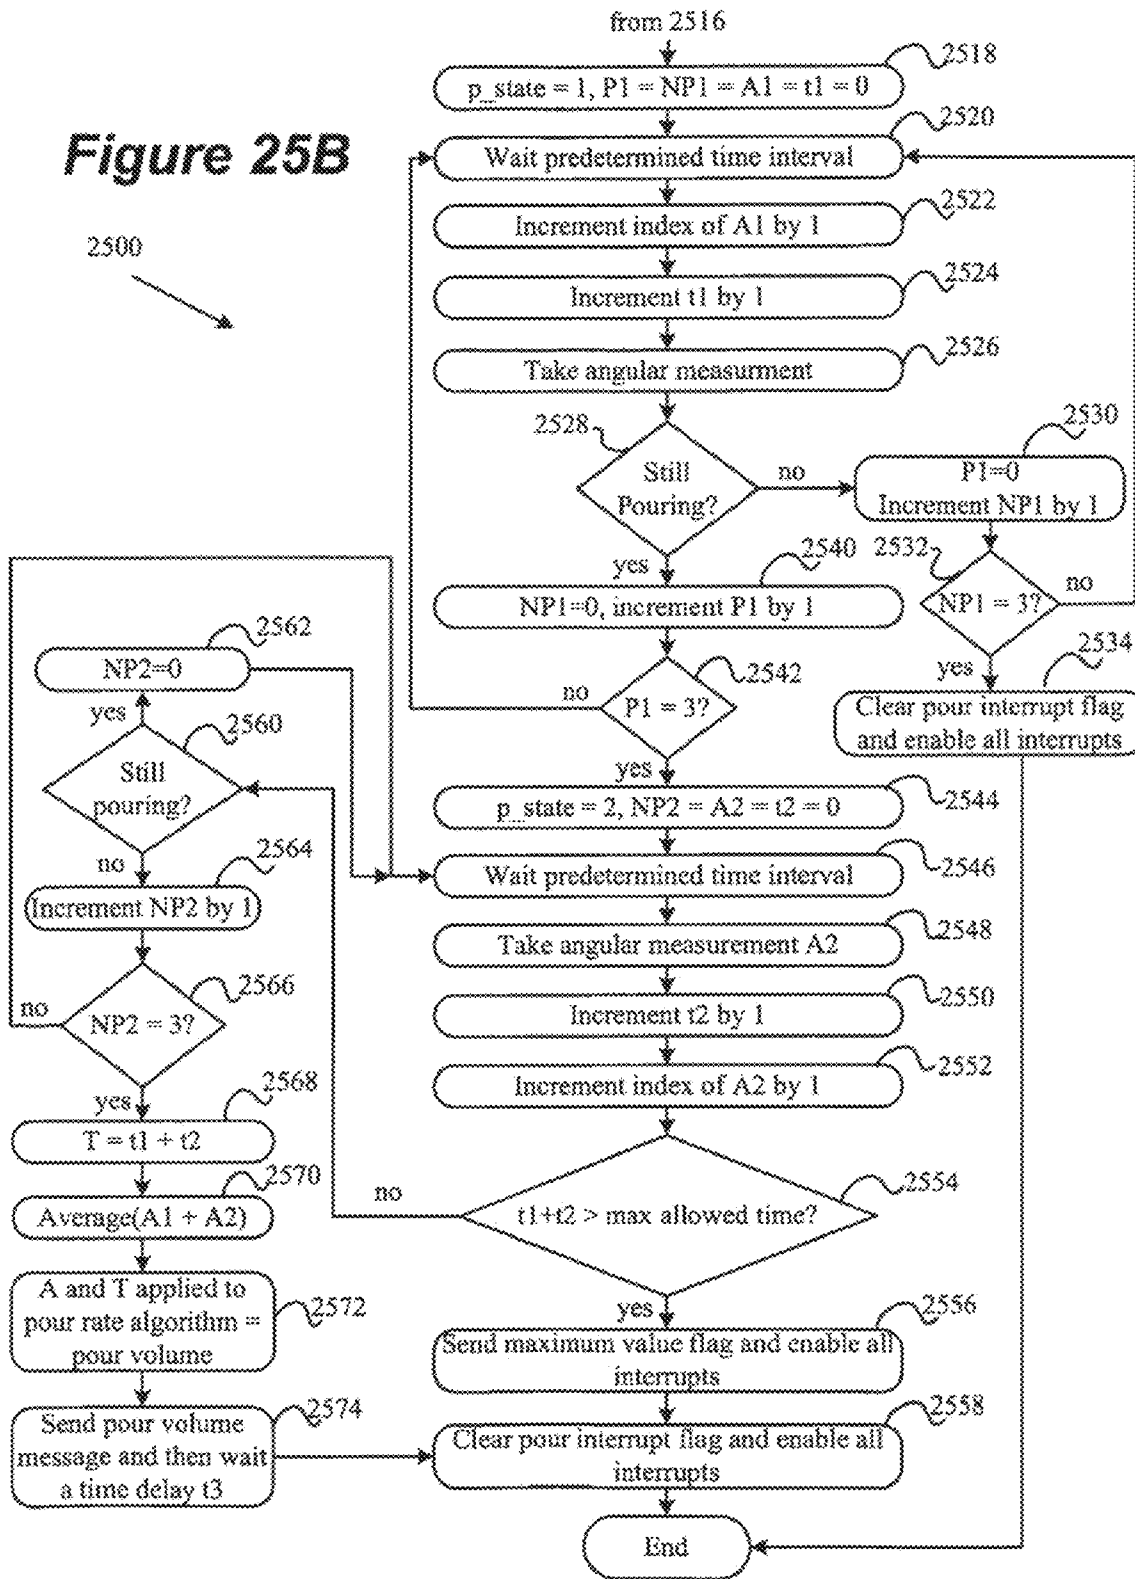 from 2516
2518
p_state = 1, P1 = NP1 = A1 = t1 = 0
Figure 25B
2520
Wait predetermined time interval
2500
2522
Increment index of A1 by 1
2524
Increment t1 by 1
2526
Take angular measurment
2528
Still
Pouring?
no
2530
P1=0
Increment NP1 by 1
yes
2540
2532
NP1=0, increment P1 by 1
NP1 = 3?
no
2562
NP2=0
no
2542
P1 = 3?
yes
2534
Clear pour interrupt flag
and enable all interrupts
yes
2560
Still
pouring?
yes
2544
p_state = 2, NP2 = A2 = t2 = 0
no
2564
Increment NP2 by 1
2546
Wait predetermined time interval
2548
Take angular measurement A2
2566
no
NP2 = 3?
2550
Increment t2 by 1
2552
Increment index of A2 by 1
yes
2568
T = t1 + t2
2570
Average(A1 + A2)
no
2554
t1+t2 > max allowed time?
A and T applied to
pour rate algorithm =
pour volume
2572
yes
2556
Send maximum value flag and enable all
interrupts
Send pour volume
message and then wait
a time delay t3
2574
2558
Clear pour interrupt flag and enable all
interrupts
End